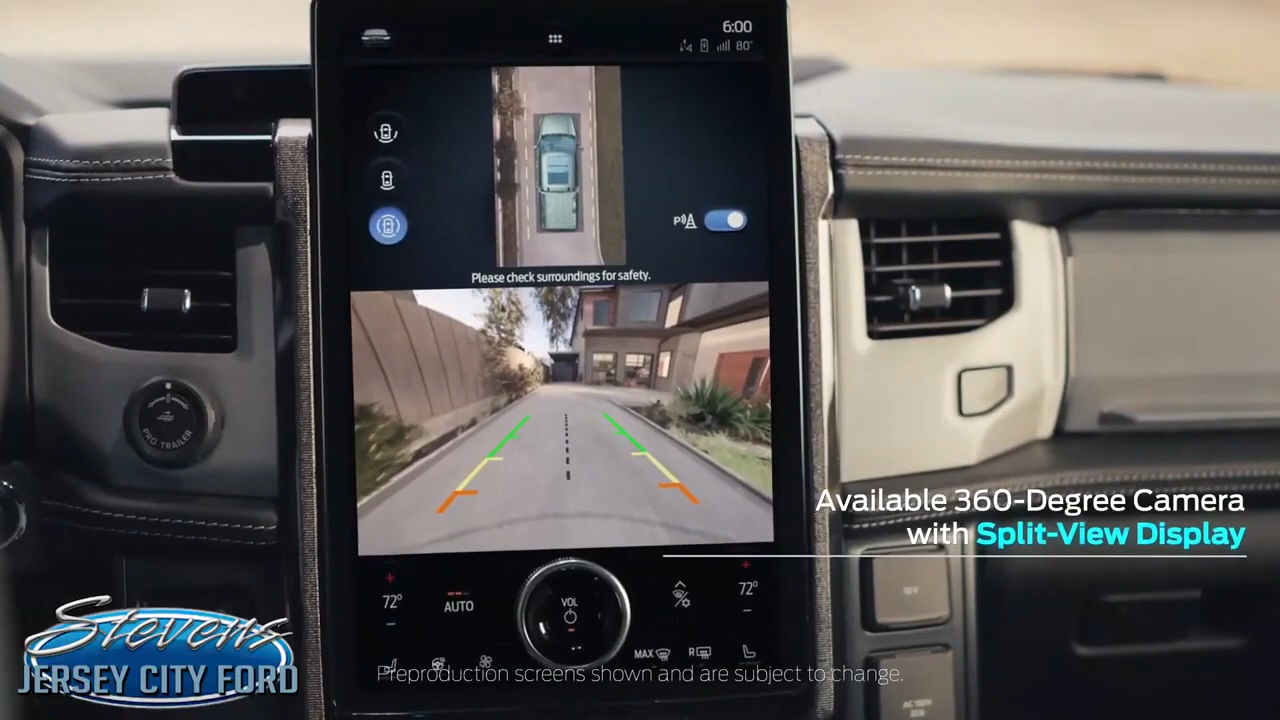 6:00
80°
P
Please check surroundings for safety.
PRO TRAILER
Available 360-Degree Camera
with Split-View Display
72°
AUTO
VOL
72°
MAX
R
Preproduction screens shown and are subject to change.
Stevens
JERSEY CITY FORD